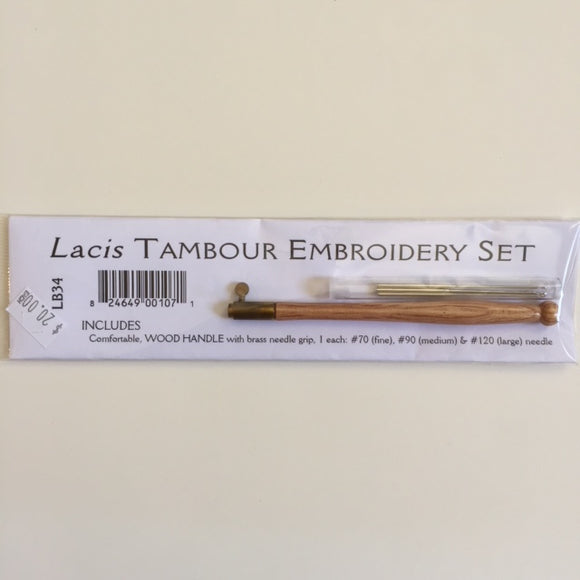 Lacis TAMBOUR EMBROIDERY SET
LB34
8 24649 00107 1
$ 20.00
INCLUDES
Comfortable, WOOD HANDLE with brass needle grip, 1 each: #70 (fine), #90 (medium) & #120 (large) needle